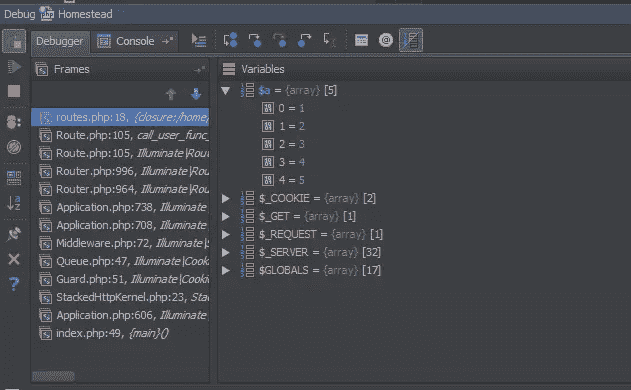 Debug Homestead
Debugger
Console
Frames
routes.php:18, {closure:/home/
Route.php:105, call_user_func_
Route.php:105, Illuminate\Rout
Router.php:996, Illuminate\Rou
Router.php:964, Illuminate\Rou
Application.php:738, Illuminate
Application.php:708, Illuminate
Middleware.php:72, Illuminate\S
Queue.php:47, Illuminate\Cooki
Guard.php:51, Illuminate\Cooki
StackedHttpKernel.php:23, Stac
Application.php:606, Illuminate
index.php:49, {main}()
Variables
$a = {array} [5]
0 = 1
1 = 2
2 = 3
3 = 4
4 = 5
$_COOKIE = {array} [2]
$_GET = {array} [1]
$_REQUEST = {array} [1]
$_SERVER = {array} [32]
$GLOBALS = {array} [17]